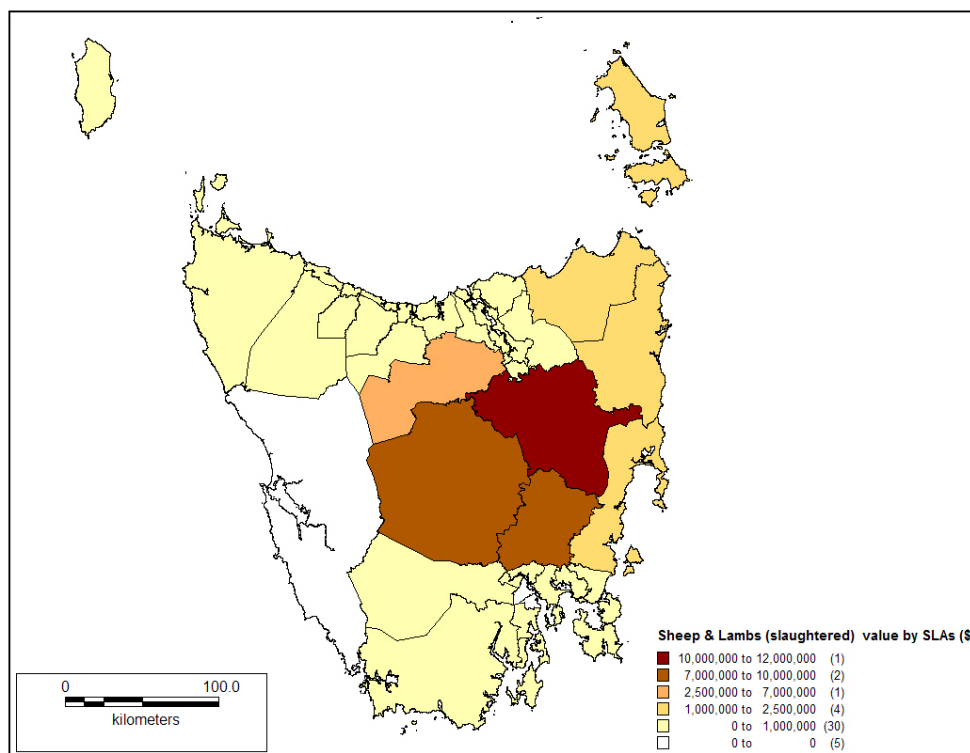 Sheep & Lambs (slaughtered) value by SLAs ($
10,000,000 to 12,000,000 (1)
7,000,000 to 10,000,000 (2)
2,500,000 to 7,000,000 (1)
1,000,000 to 2,500,000 (4)
0 to 1,000,000 (30)
0 to 0 (5)
0 100.0
kilometers